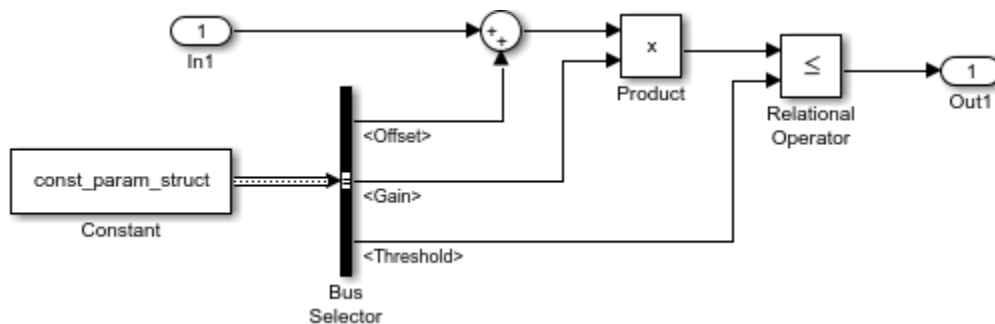 1
In1
+
+
x
Product
≤
Relational
Operator
1
Out1
<Offset>
const_param_struct
Constant
<Gain>
<Threshold>
Bus
Selector